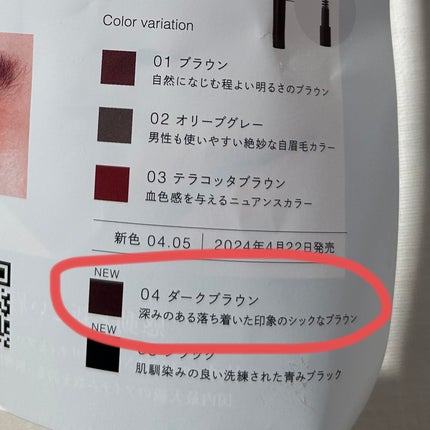 Color variation
01 ブラウン
自然になじむ程よい明るさのブラウン
02 オリーブグレー
男性も使いやすい絶妙な自眉毛カラー
03 テラコッタブラウン
血色感を与えるニュアンスカラー
新色 04.05 | 2024年4月22日発売
NEW
04 ダークブラウン
深みのある落ち着いた印象のシックなブラウン
NEW
肌馴染みの良い洗練された青みブラック